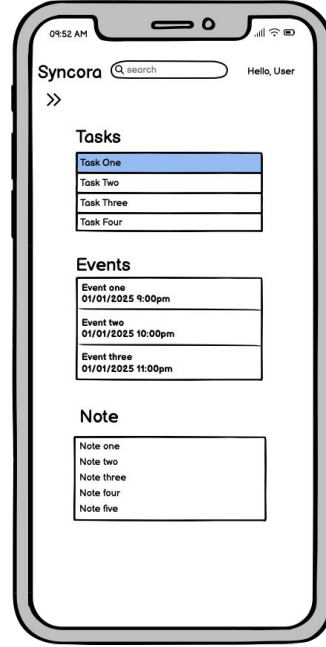 09:52 AM
Syncora search Hello, User
Tasks
Task One
Task Two
Task Three
Task Four
Events
Event one
01/01/2025 9:00pm
Event two
01/01/2025 10:00pm
Event three
01/01/2025 11:00pm
Note
Note one
Note two
Note three
Note four
Note five